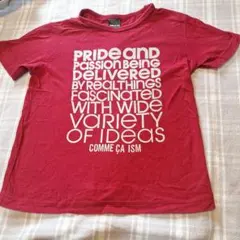 PRIDE AND
PASSION BEING
DELIVERED
BY REAL THINGS
FASCINATED
WITH WIDE
VARIETY
OF IDEAS
COMME ÇA ISM